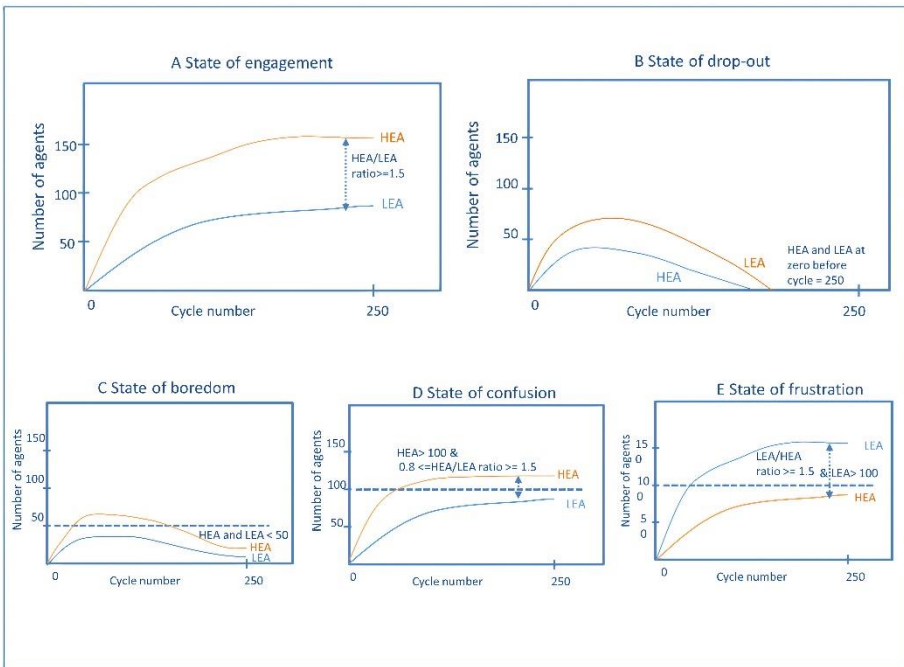 A State of engagement
Number of agents
150
100
50
HEA
HEA/LEA
ratio>=1.5
LEA
0
250
Cycle number
B State of drop-out
Number of agents
150
100
50
LEA
HEA
HEA and LEA at
zero before
cycle = 250
0
250
Cycle number
C State of boredom
Number of agents
150
100
50
HEA and LEA < 50
HEA
LEA
0
250
Cycle number
D State of confusion
Number of agents
150
100
50
HEA> 100 &
0.8 <=HEA/LEA ratio >= 1.5
HEA
LEA
0
250
Cycle number
E State of frustration
Number of agents
15
0
10
0
5
0
LEA
LEA/HEA
ratio >= 1.5 & LEA> 100
HEA
0
250
Cycle number